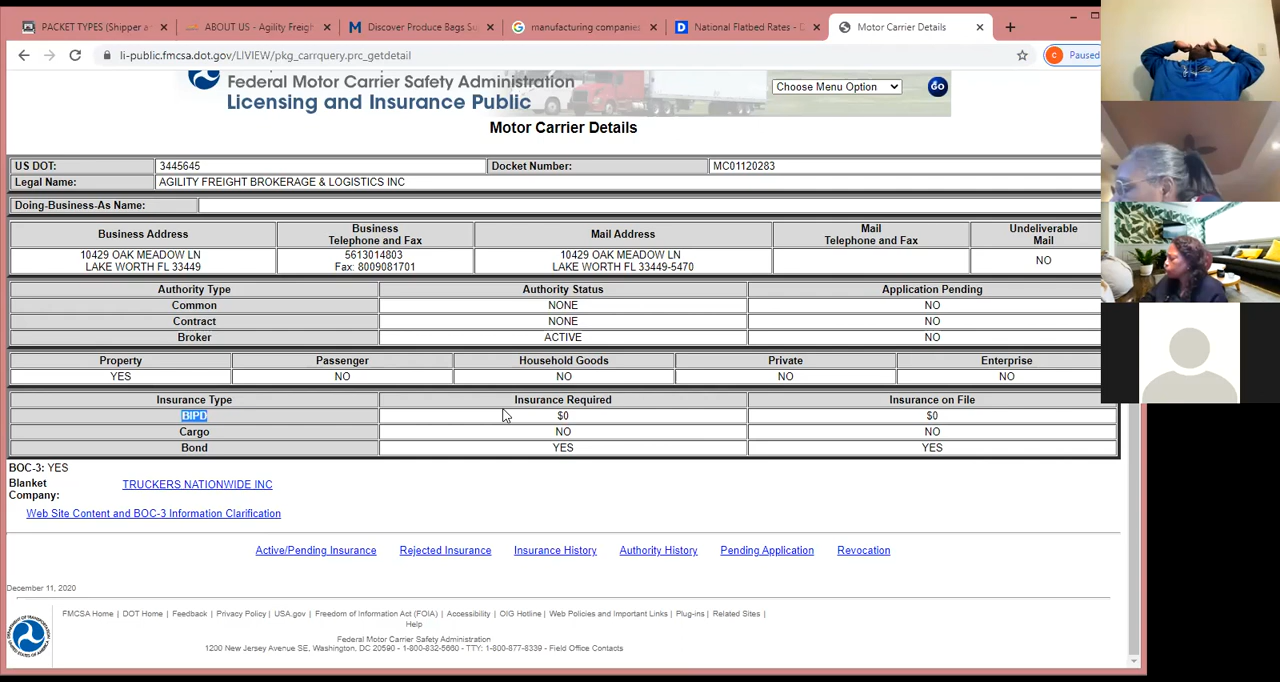 PACKET TYPES (Shipper a ABOUT US - Agility Freigh Discover Produce Bags Su manufacturing companies National Flatbed Rates - D Motor Carrier Details
li-public.fmcsa.dot.gov/LIVIEW/pkg_carrquery.prc_getdetail C Paused
Federal Motor Carrier Safety Administration
Licensing and Insurance Public
Choose Menu Option GO
Motor Carrier Details
US DOT: 3445645 Docket Number: MC01120283
Legal Name: AGILITY FREIGHT BROKERAGE & LOGISTICS INC
Doing-Business-As Name:
Business Address Business Telephone and Fax Mail Address Mail Telephone and Fax Undeliverable Mail
10429 OAK MEADOW LN 5613014803 10429 OAK MEADOW LN NO
LAKE WORTH FL 33449 Fax: 8009081701 LAKE WORTH FL 33449-5470
Authority Type Authority Status Application Pending
Common NONE NO
Contract NONE NO
Broker ACTIVE NO
Property Passenger Household Goods Private Enterprise
YES NO NO NO NO
Insurance Type Insurance Required Insurance on File
BIPD $0 $0
Cargo NO NO
Bond YES YES
BOC-3: YES
Blanket Company: TRUCKERS NATIONWIDE INC
Web Site Content and BOC-3 Information Clarification
Active/Pending Insurance Rejected Insurance Insurance History Authority History Pending Application Revocation
December 11, 2020
FMCSA Home | DOT Home | Feedback | Privacy Policy | USA.gov | Freedom of Information Act (FOIA) | Accessibility | OIG Hotline | Web Policies and Important Links | Plug-ins | Related Sites |
Help
Federal Motor Carrier Safety Administration
1200 New Jersey Avenue SE, Washington, DC 20590 - 1-800-832-5660 - TTY: 1-800-877-8339 - Field Office Contacts